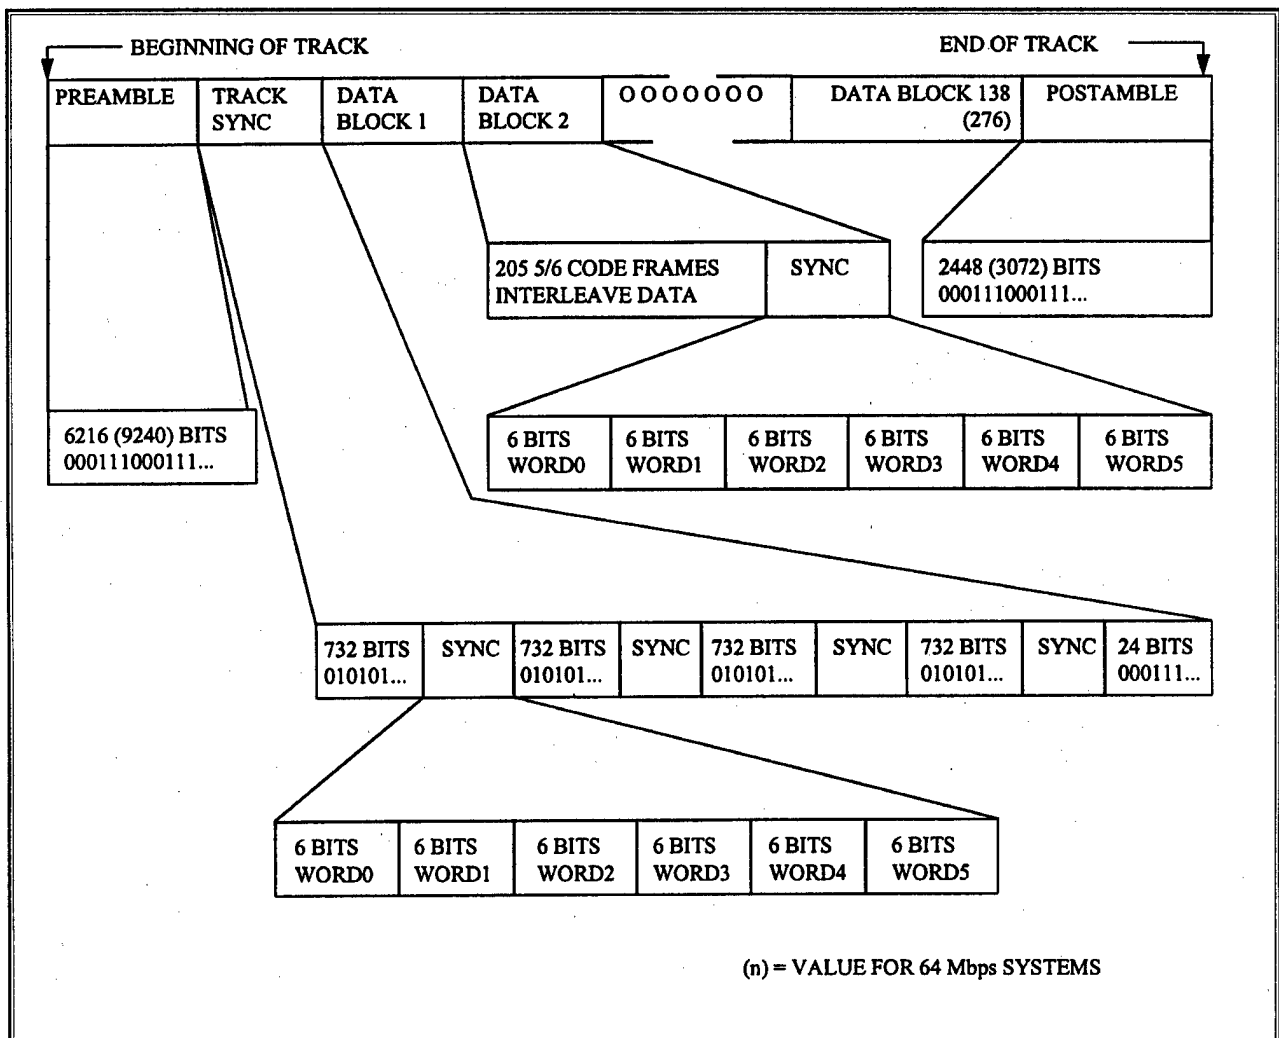 BEGINNING OF TRACK
END OF TRACK
PREAMBLE
TRACK
SYNC
DATA
BLOCK 1
DATA
BLOCK 2
O O O O O O O
DATA BLOCK 138
(276)
POSTAMBLE
205 5/6 CODE FRAMES
INTERLEAVE DATA
SYNC
2448 (3072) BITS
000111000111...
6216 (9240) BITS
000111000111...
6 BITS
WORD0
6 BITS
WORD1
6 BITS
WORD2
6 BITS
WORD3
6 BITS
WORD4
6 BITS
WORD5
732 BITS
010101...
SYNC
732 BITS
010101...
SYNC
732 BITS
010101...
SYNC
732 BITS
010101...
SYNC
24 BITS
000111...
6 BITS
WORD0
6 BITS
WORD1
6 BITS
WORD2
6 BITS
WORD3
6 BITS
WORD4
6 BITS
WORD5
(n) = VALUE FOR 64 Mbps SYSTEMS